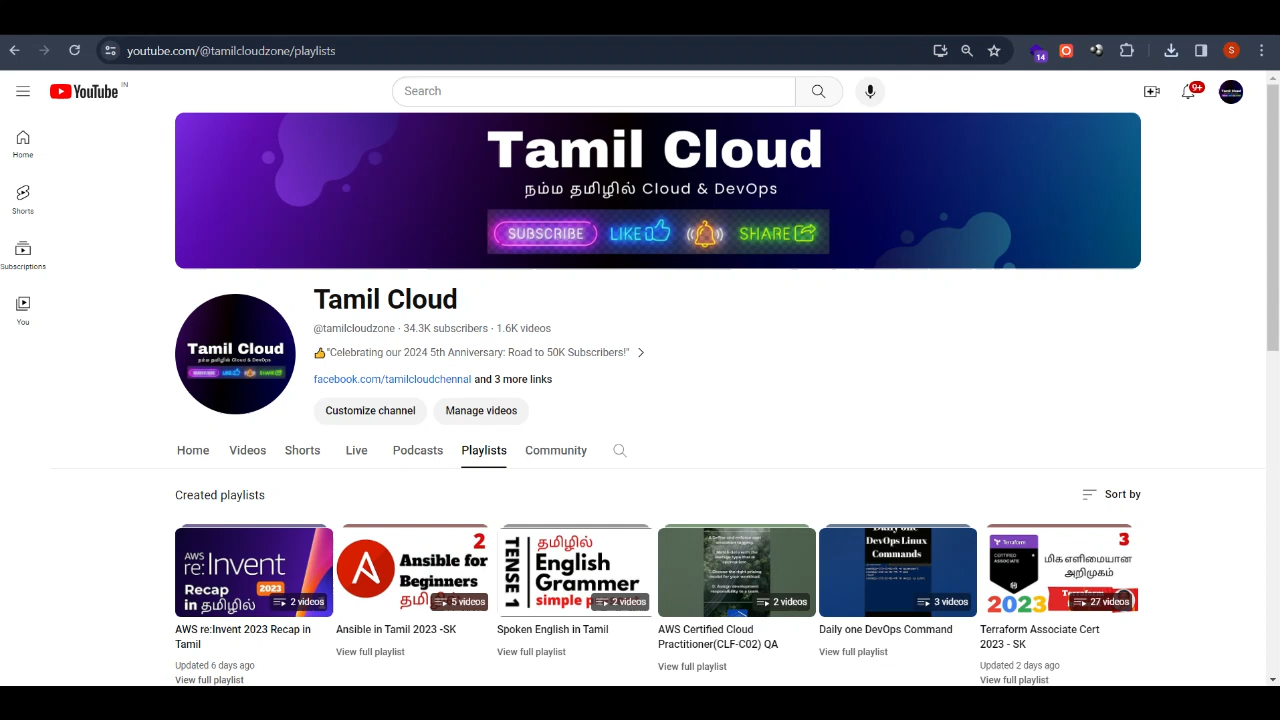 youtube.com/@tamilcloudzone/playlists
14
S
YouTube IN
Search
9+
Home
Shorts
Subscriptions
You
Tamil Cloud
நம்ம தமிழில் Cloud & DevOps
SUBSCRIBE LIKE SHARE
Tamil Cloud
நம்ம தமிழில் Cloud & DevOps
Tamil Cloud
@tamilcloudzone · 34.3K subscribers · 1.6K videos
👍"Celebrating our 2024 5th Anniversary: Road to 50K Subscribers!"
facebook.com/tamilcloudchennal and 3 more links
Customize channel Manage videos
Home Videos Shorts Live Podcasts Playlists Community
Created playlists
Sort by
AWS
re:Invent
2023
Recap
in தமிழில்
2 videos
AWS re:Invent 2023 Recap in
Tamil
Updated 6 days ago
View full playlist
2
Ansible for
Beginners
5 videos
Ansible in Tamil 2023 -SK
View full playlist
TENSE 1
தமிழில்
English
Grammer
2 videos
Spoken English in Tamil
View full playlist
2 videos
AWS Certified Cloud
Practitioner(CLF-C02) QA
View full playlist
Daily one
DevOps Linux
Commands
3 videos
Daily one DevOps Command
View full playlist
Terraform
CERTIFIED
ASSOCIATE
3
மிக எளிமையான
அறிமுகம்
2023
27 videos
Terraform Associate Cert
2023 - SK
Updated 2 days ago
View full playlist